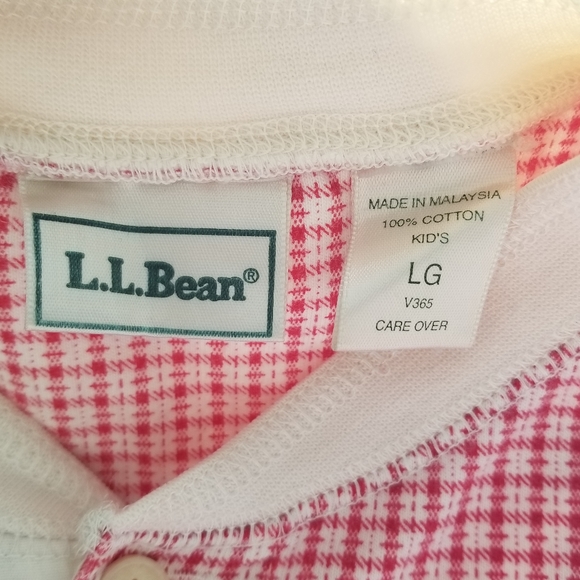 L.L.Bean®
MADE IN MALAYSIA
100% COTTON
KID'S
LG
V365
CARE OVER